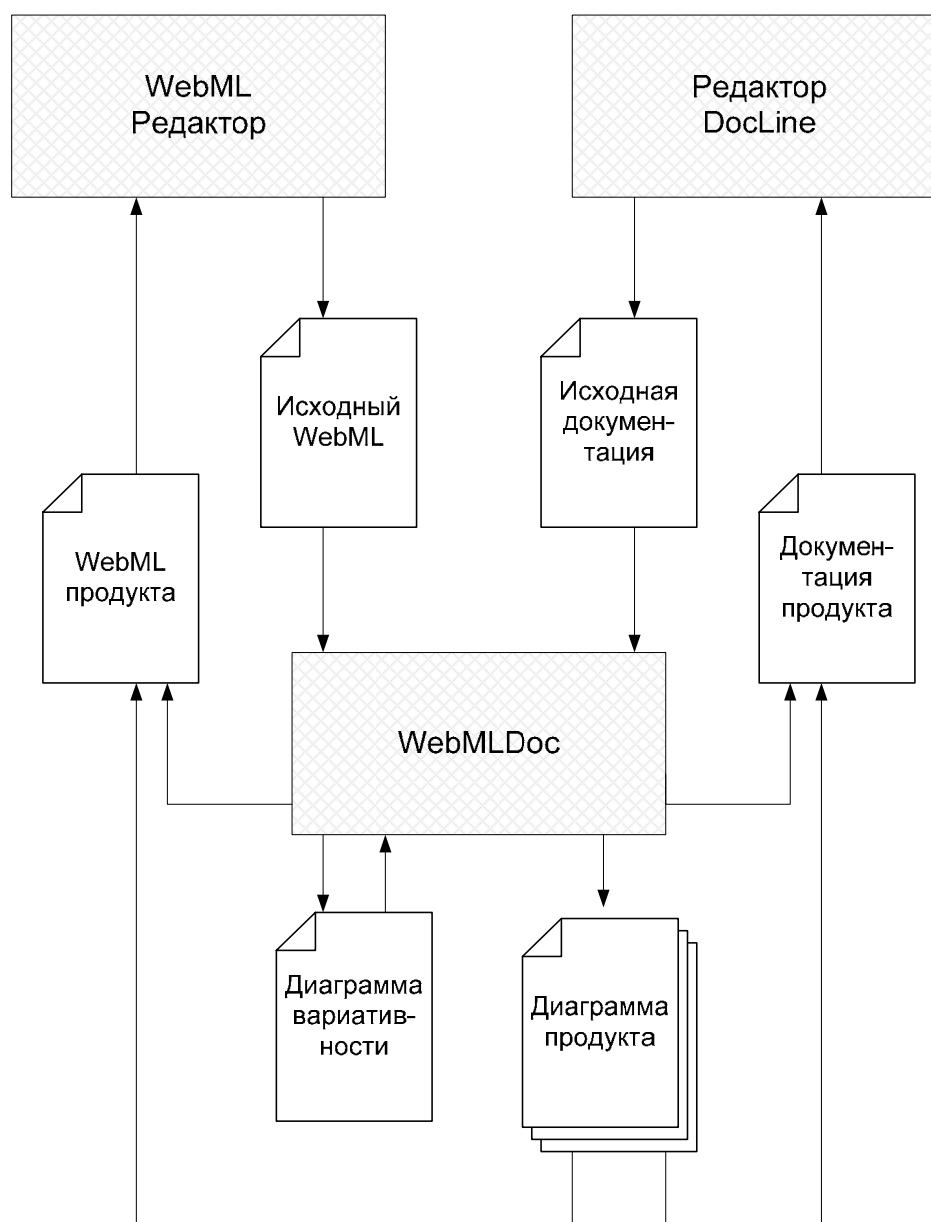 WebML
Редактор
Редактор
DocLine
Исходный
WebML
Исходная
докумен-
тация
WebML
продукта
Докумен-
тация
продукта
WebMLDoc
Диаграмма
вариатив-
ности
Диаграмма
продукта